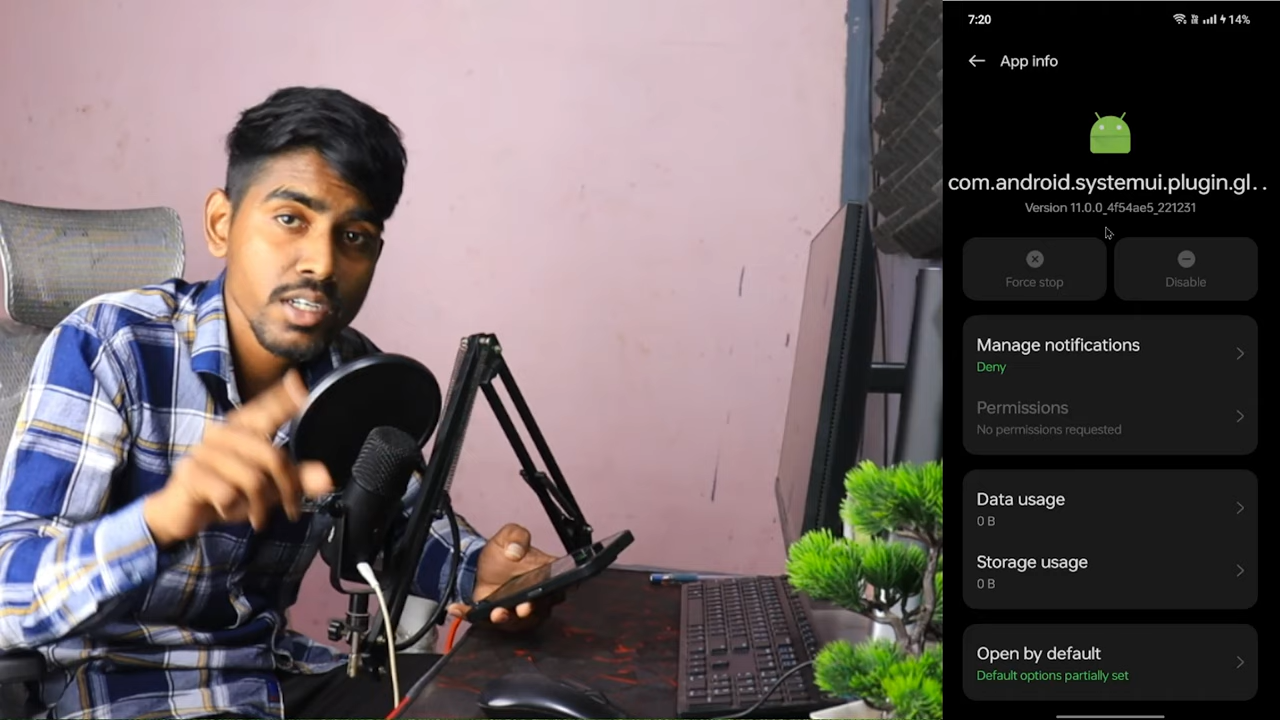 7:20
14%
App info
com.android.systemui.plugin.gl..
Version 11.0.0_4f54ae5_221231
Force stop
Disable
Manage notifications
Deny
Permissions
No permissions requested
Data usage
0 B
Storage usage
0 B
Open by default
Default options partially set